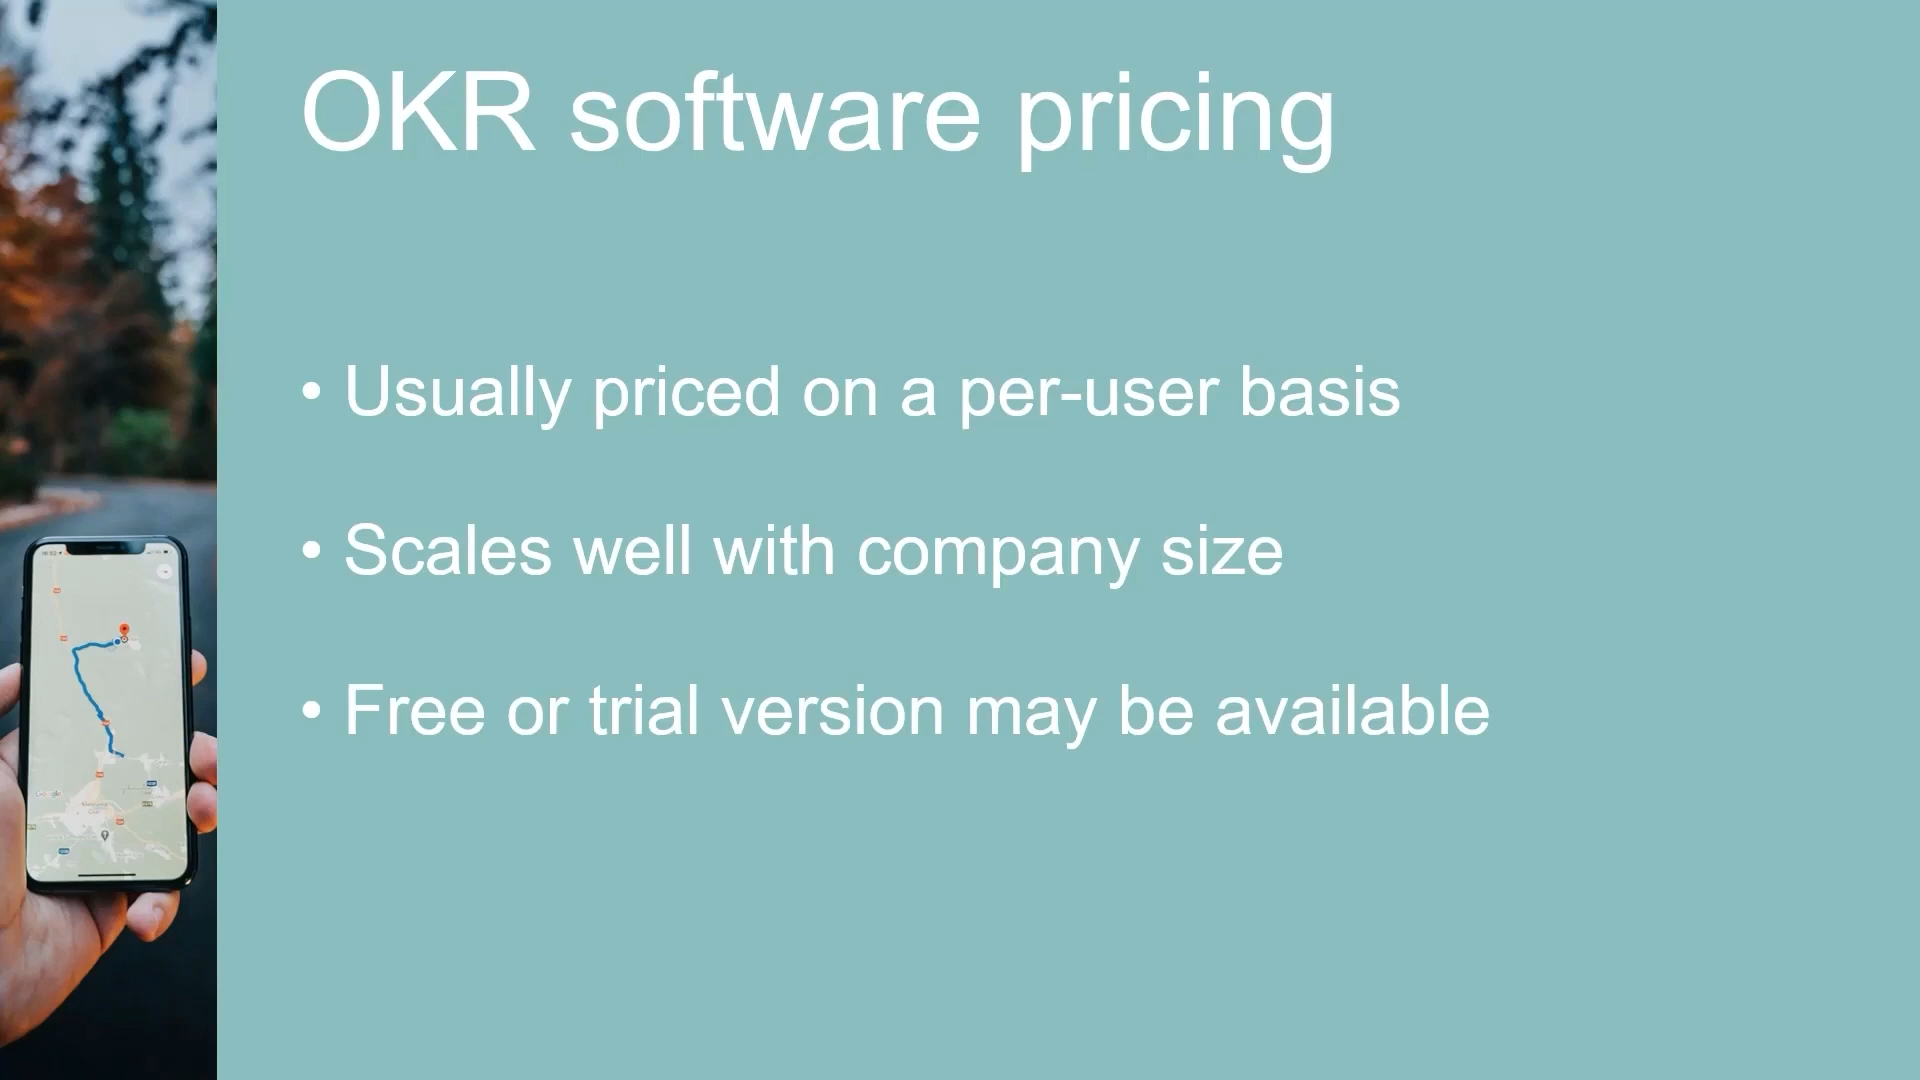 OKR software pricing
• Usually priced on a per-user basis
• Scales well with company size
• Free or trial version may be available
Google